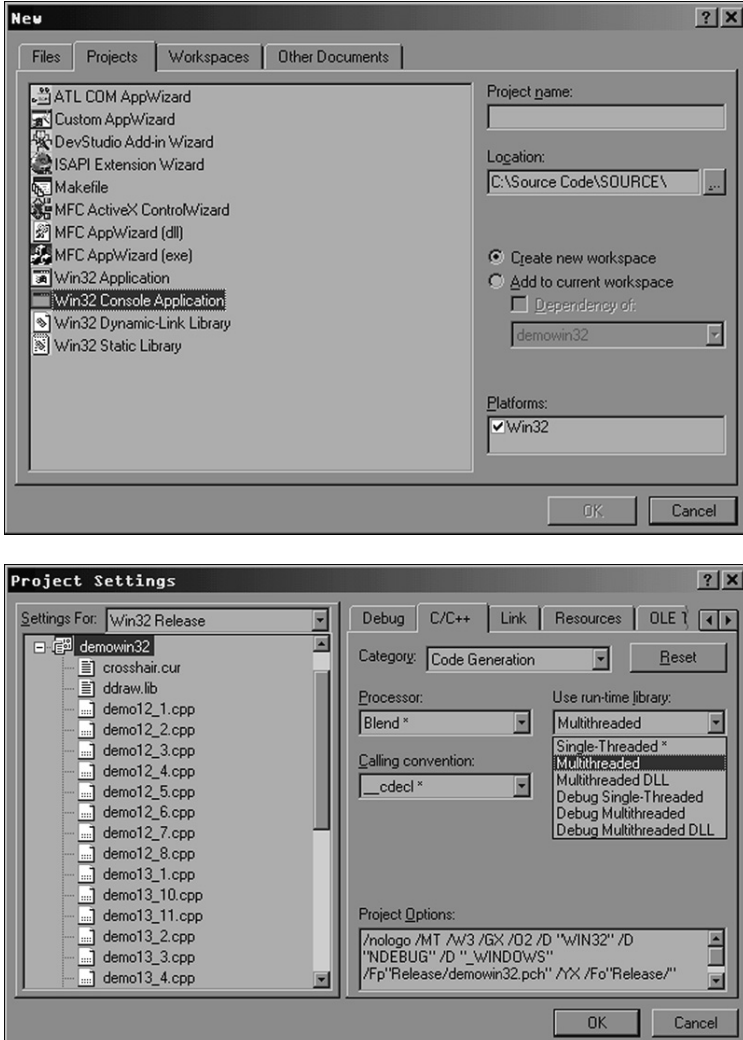 New
Files Projects Workspaces Other Documents
ATL COM AppWizard
Custom AppWizard
DevStudio Add-in Wizard
ISAPI Extension Wizard
Makefile
MFC ActiveX ControlWizard
MFC AppWizard (dll)
MFC AppWizard (exe)
Win32 Application
Win32 Console Application
Win32 Dynamic-Link Library
Win32 Static Library
Project name:
Location:
C:\Source Code\SOURCE\ ...
Create new workspace
Add to current workspace
Dependency of:
demowin32
Platforms:
Win32
OK Cancel
Project Settings
Settings For: Win32 Release
demowin32
crosshair.cur
ddraw.lib
demo12_1.cpp
demo12_2.cpp
demo12_3.cpp
demo12_4.cpp
demo12_5.cpp
demo12_6.cpp
demo12_7.cpp
demo12_8.cpp
demo13_1.cpp
demo13_10.cpp
demo13_11.cpp
demo13_2.cpp
demo13_3.cpp
demo13_4.cpp
Debug C/C++ Link Resources OLE T
Category: Code Generation Reset
Processor:
Blend *
Use run-time library:
Multithreaded
Single-Threaded *
Multithreaded
Multithreaded DLL
Debug Single-Threaded
Debug Multithreaded
Debug Multithreaded DLL
Calling convention:
__cdecl *
Project Options:
/nologo /MT /W3 /GX /O2 /D "WIN32" /D
"NDEBUG" /D "_WINDOWS"
/Fp"Release/demowin32.pch" /YX /Fo"Release/"
OK Cancel